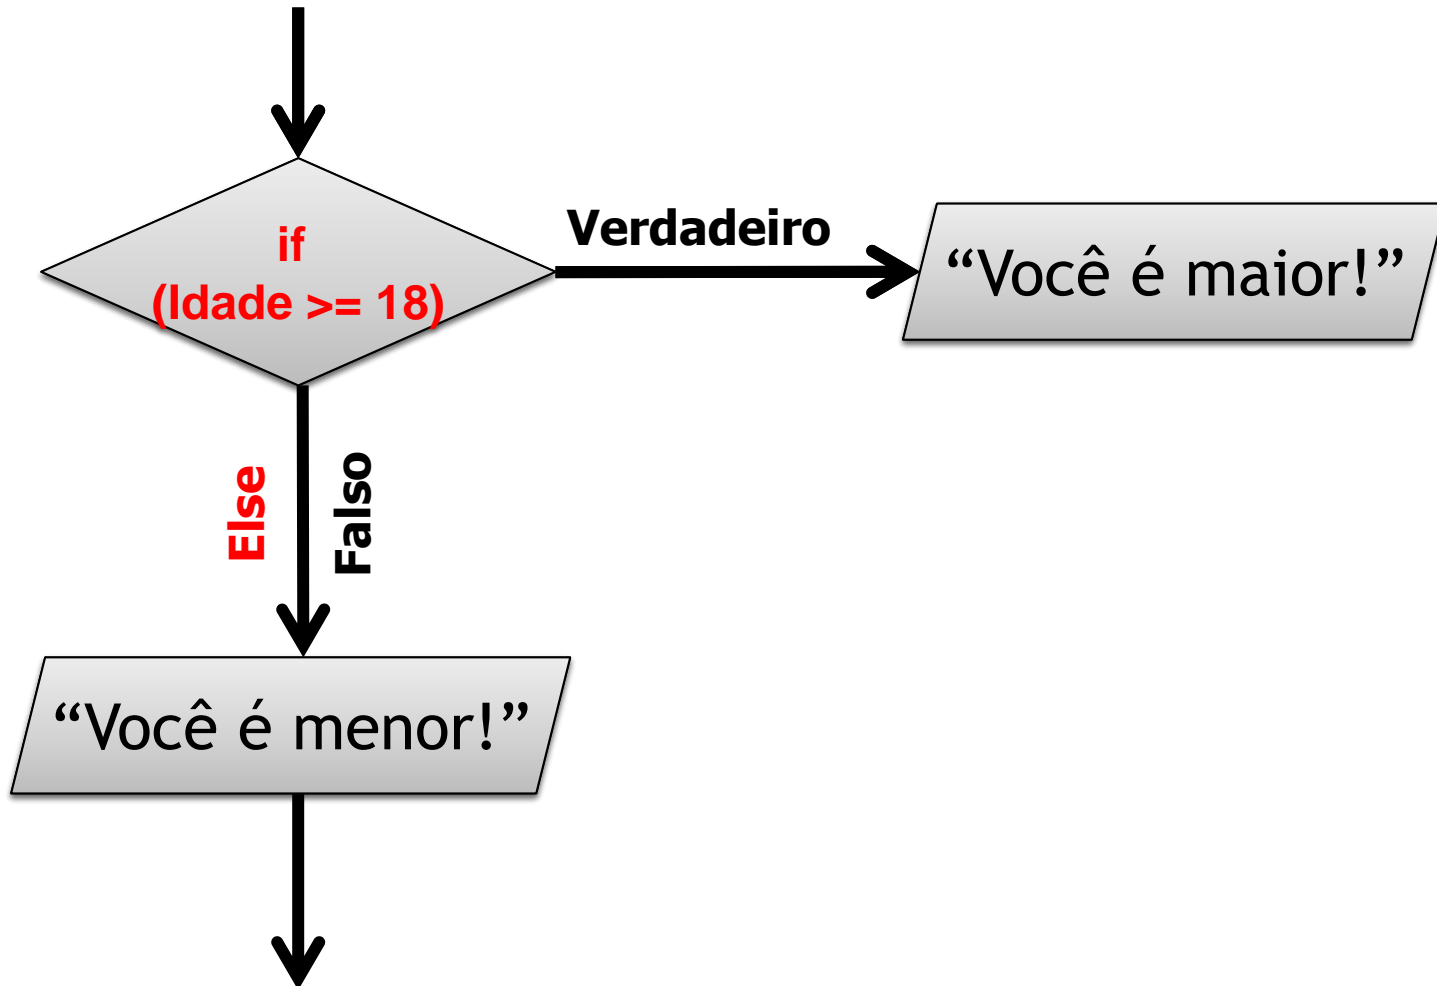 if
(Idade >= 18)
Verdadeiro
“Você é maior!”
Else
Falso
“Você é menor!”